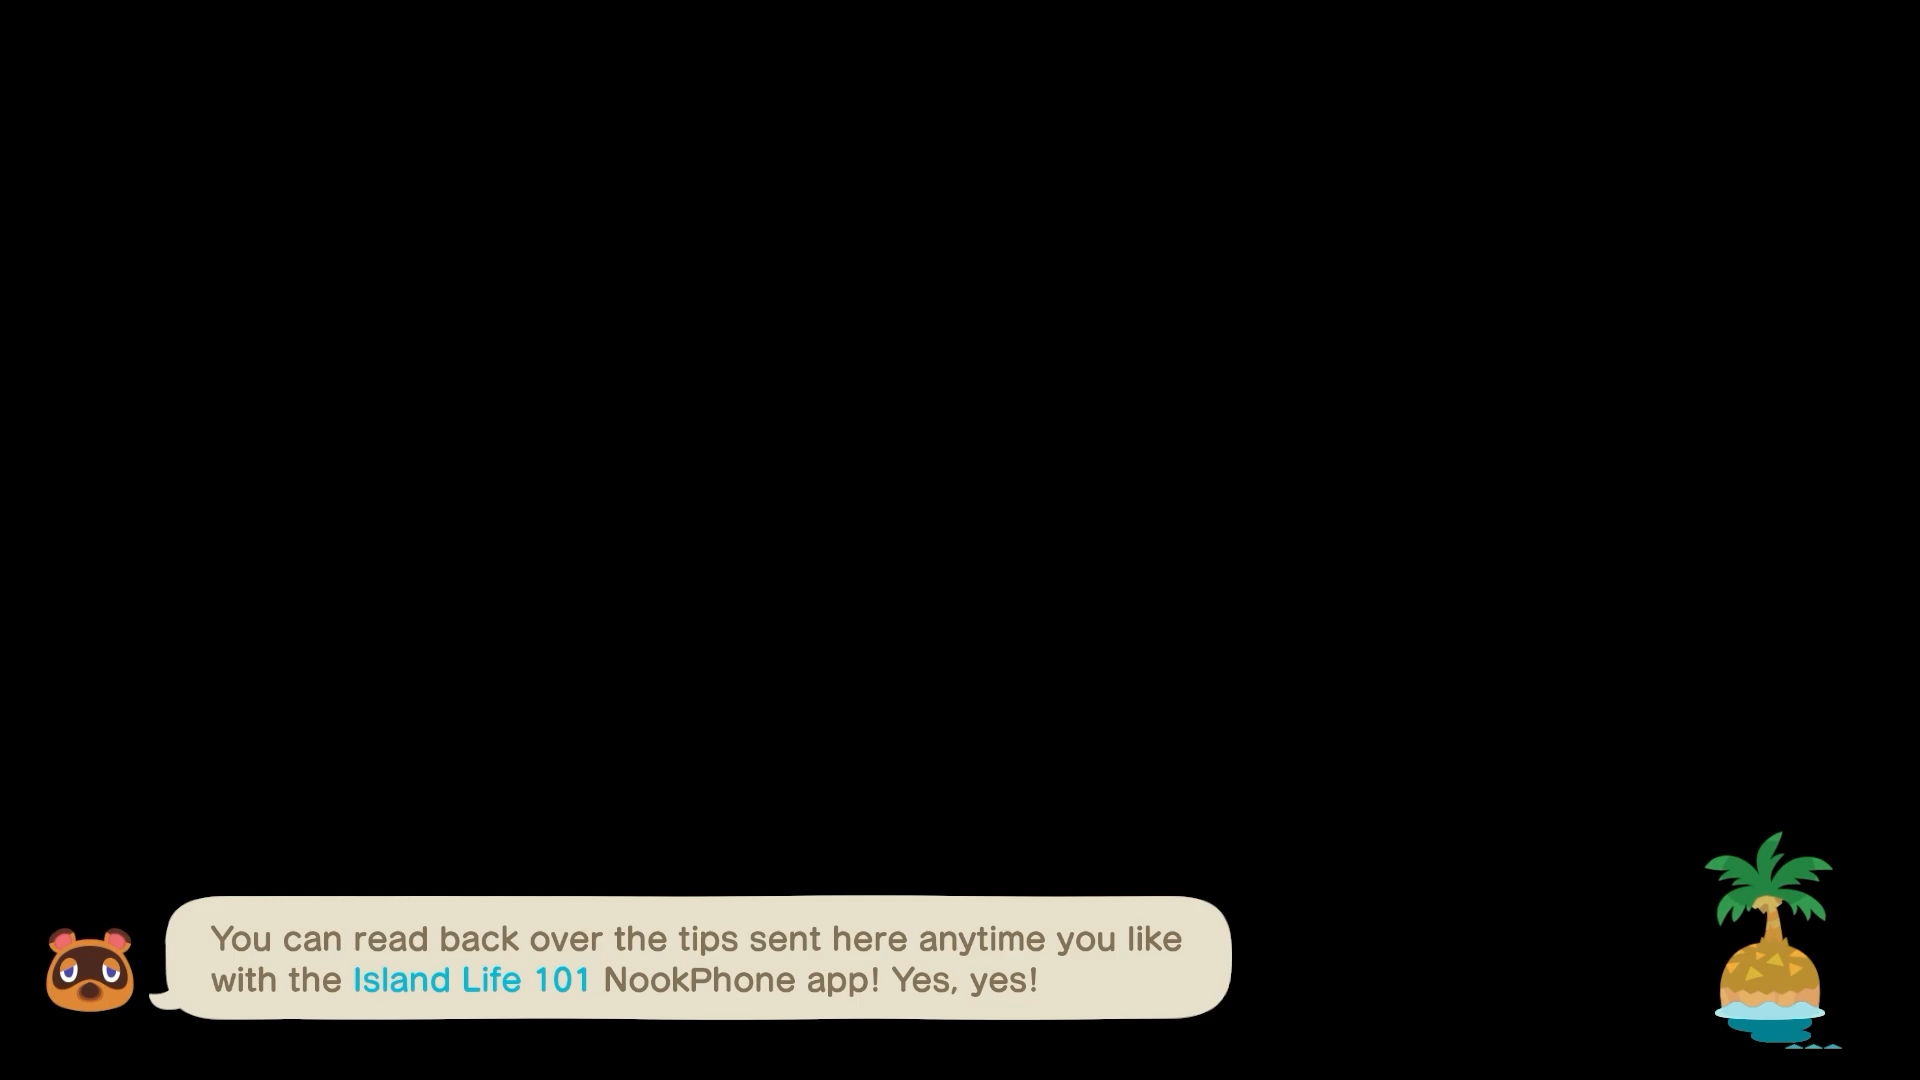 You can read back over the tips sent here anytime you like
with the Island Life 101 NookPhone app! Yes, yes!